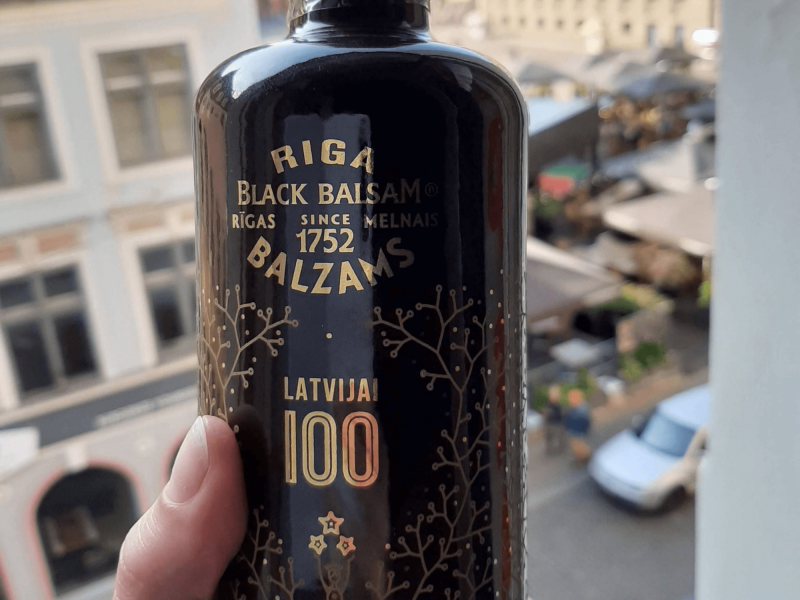 RIGA
BLACK BALSAM®
RĪGAS SINCE MELNAIS
1752
BALZAMS
LATVIJAI
100